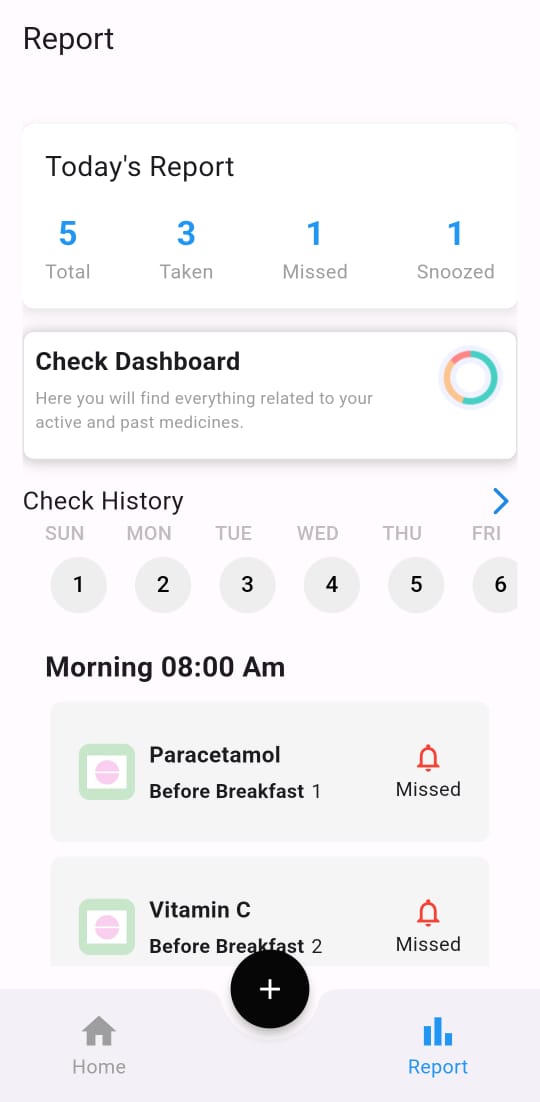 Report
Today's Report
5 3 1 1
Total Taken Missed Snoozed
Check Dashboard
Here you will find everything related to your
active and past medicines.
Check History
SUN MON TUE WED THU FRI
1 2 3 4 5 6
Morning 08:00 Am
Paracetamol
Before Breakfast 1
Missed
Vitamin C
Before Breakfast 2
Missed
+
Home Report